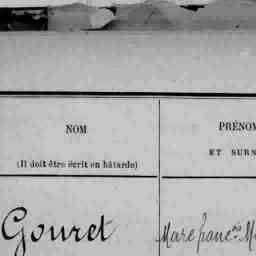 NOM
(Il doit être écrit en bâtarde)
PRÉNOM
ET SURN
Gouret